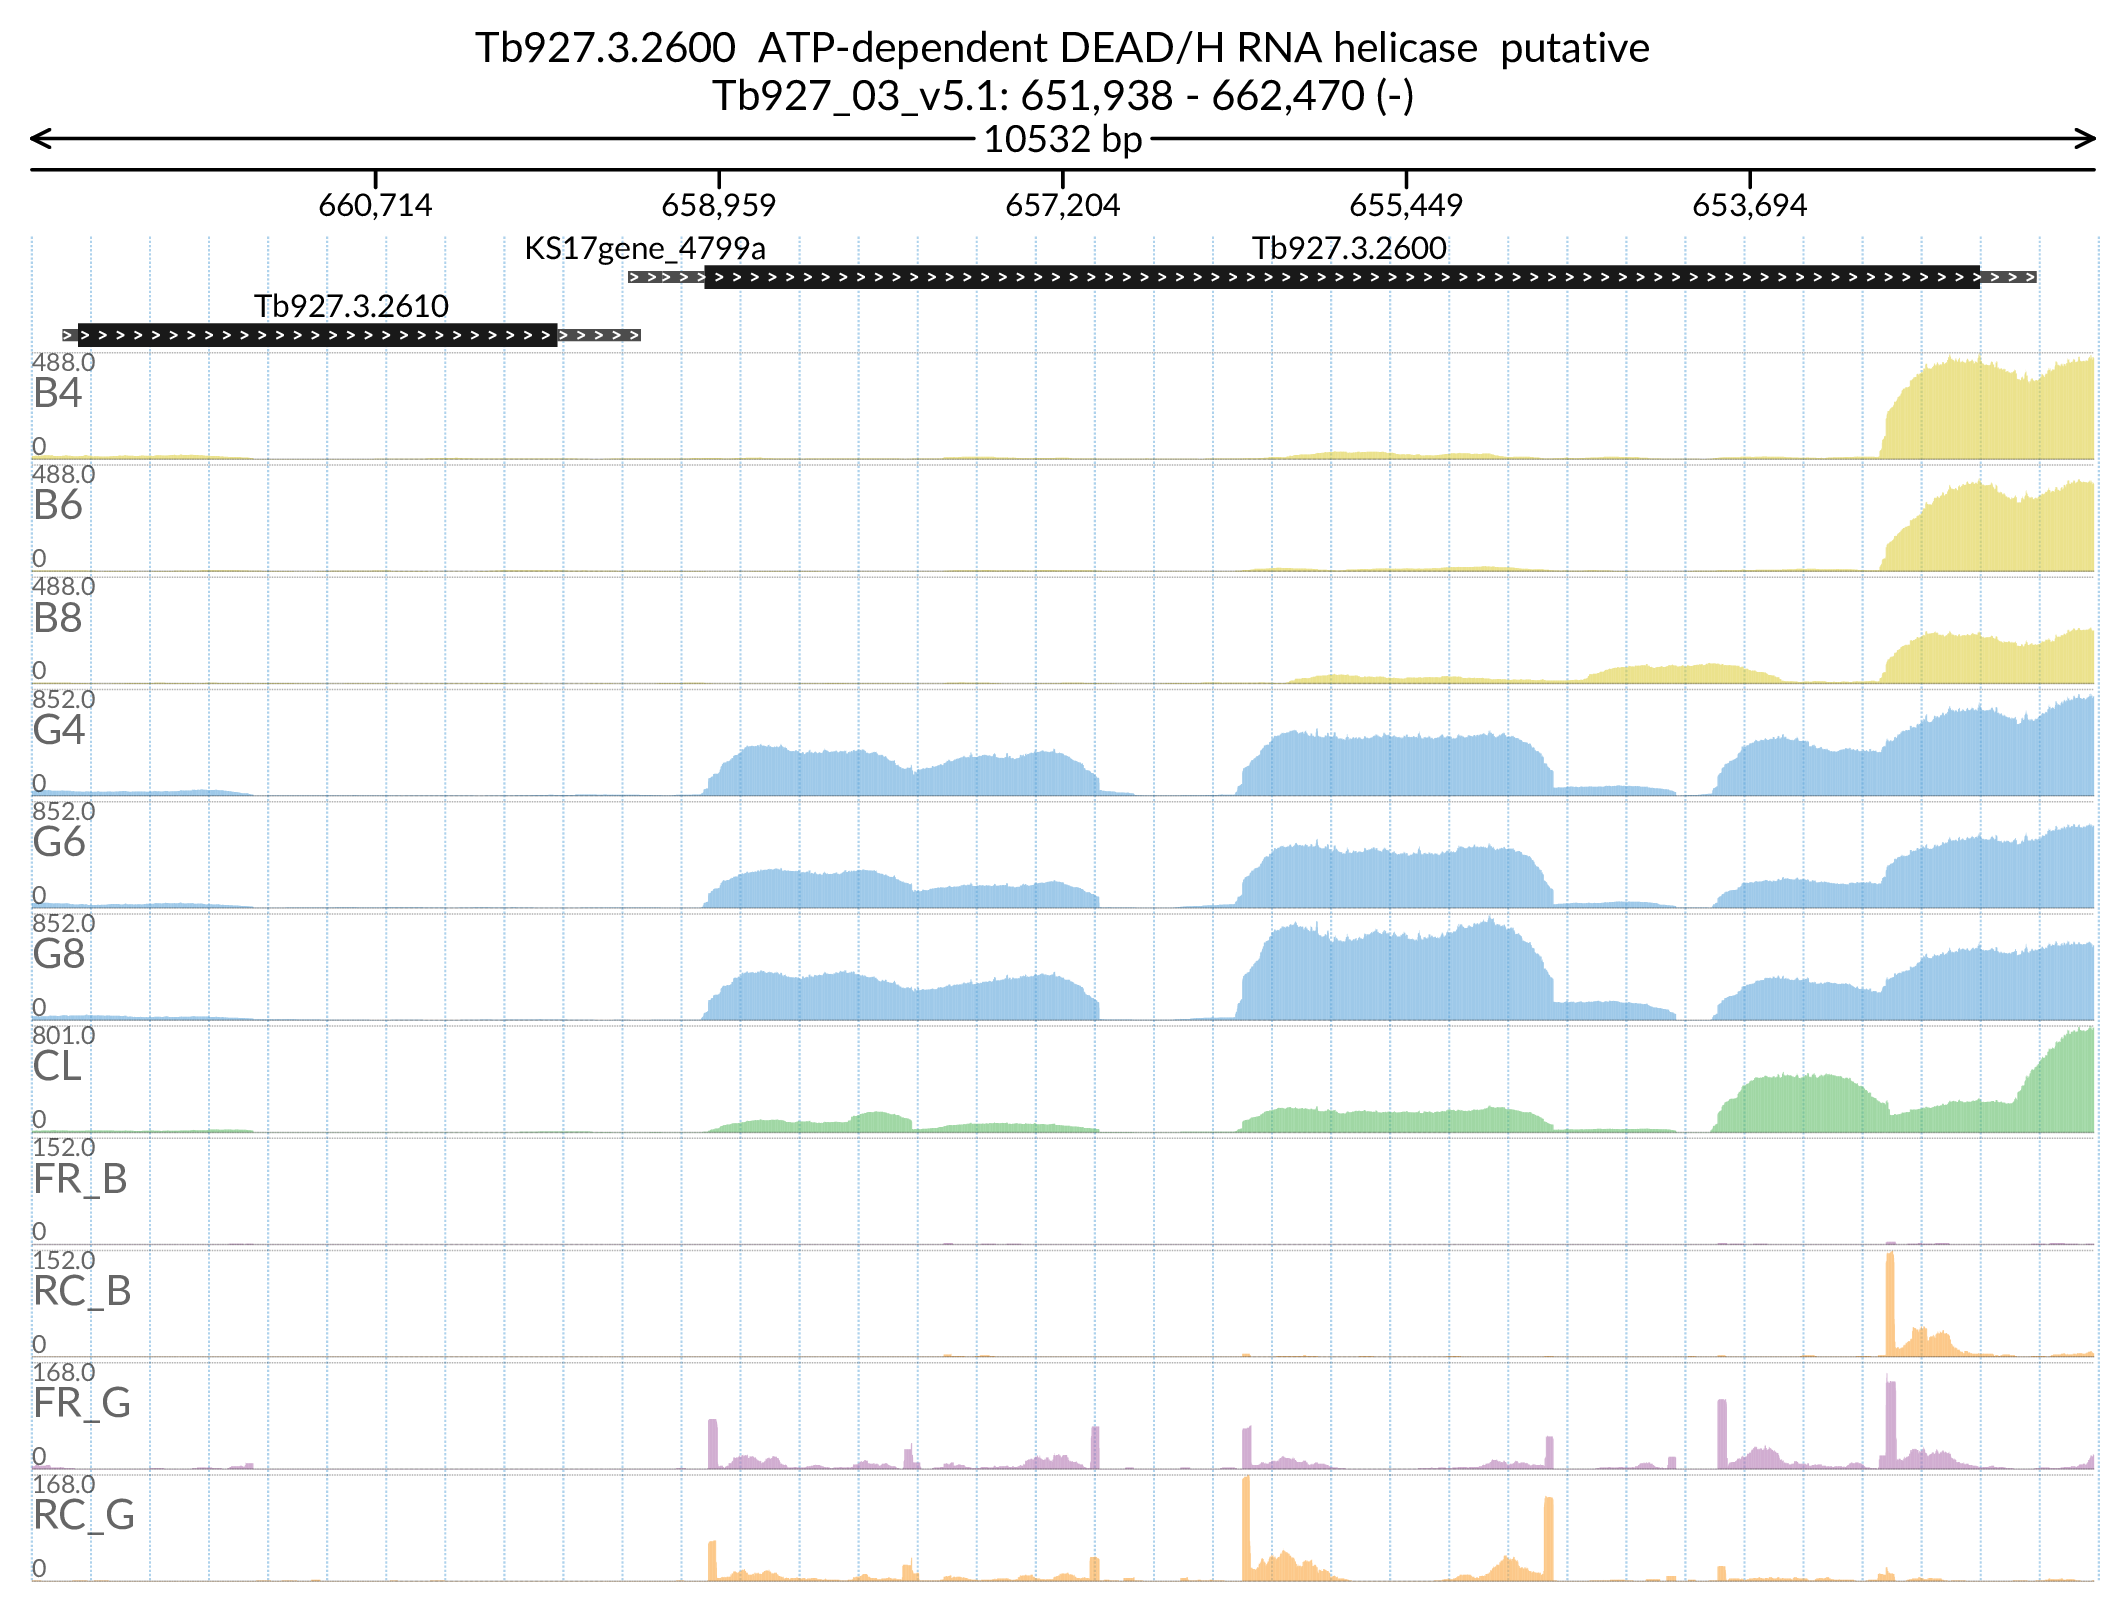 Tb927.3.2600  ATP-dependent DEAD/H RNA helicase  putative
Tb927_03_v5.1: 651,938 - 662,470 (-)
10532 bp
660,714 658,959 657,204 655,449 653,694
KS17gene_4799a Tb927.3.2600
Tb927.3.2610
488.0
B4
0
488.0
B6
0
488.0
B8
0
852.0
G4
0
852.0
G6
0
852.0
G8
0
801.0
CL
0
152.0
FR_B
0
152.0
RC_B
0
168.0
FR_G
0
168.0
RC_G
0